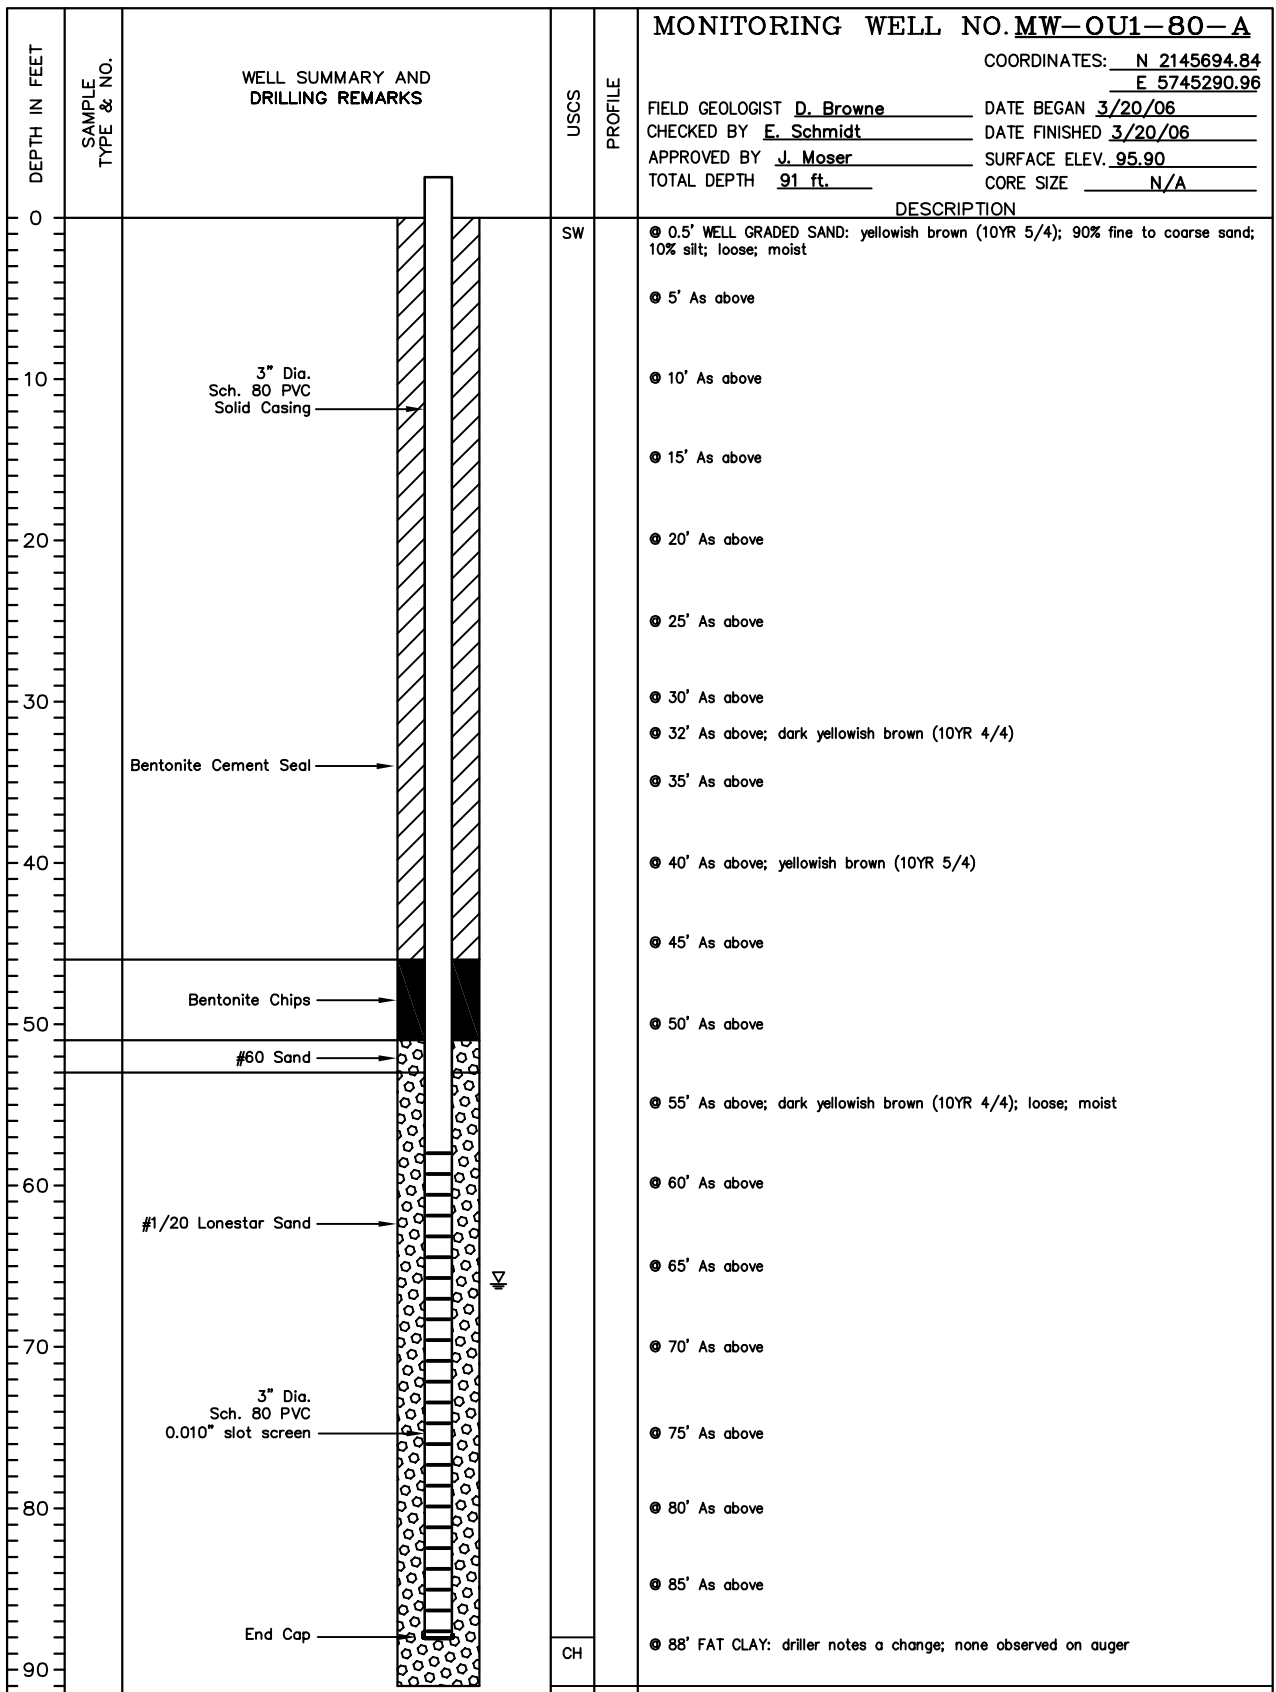 MONITORING WELL NO. MW-OU1-80-A
COORDINATES: N 2145694.84
E 5745290.96
FIELD GEOLOGIST D. Browne DATE BEGAN 3/20/06
CHECKED BY E. Schmidt DATE FINISHED 3/20/06
APPROVED BY J. Moser SURFACE ELEV. 95.90
TOTAL DEPTH 91 ft. CORE SIZE N/A
DESCRIPTION
DEPTH IN FEET
SAMPLE
TYPE & NO.
WELL SUMMARY AND
DRILLING REMARKS
USCS
PROFILE
0
SW
@ 0.5' WELL GRADED SAND: yellowish brown (10YR 5/4); 90% fine to coarse sand;
10% silt; loose; moist
@ 5' As above
3" Dia.
Sch. 80 PVC
Solid Casing
10
@ 10' As above
@ 15' As above
20
@ 20' As above
@ 25' As above
30
@ 30' As above
@ 32' As above; dark yellowish brown (10YR 4/4)
Bentonite Cement Seal
@ 35' As above
40
@ 40' As above; yellowish brown (10YR 5/4)
@ 45' As above
Bentonite Chips
50
@ 50' As above
#60 Sand
@ 55' As above; dark yellowish brown (10YR 4/4); loose; moist
60
@ 60' As above
#1/20 Lonestar Sand
@ 65' As above
70
@ 70' As above
3" Dia.
Sch. 80 PVC
0.010" slot screen
@ 75' As above
80
@ 80' As above
@ 85' As above
End Cap
CH
@ 88' FAT CLAY: driller notes a change; none observed on auger
90